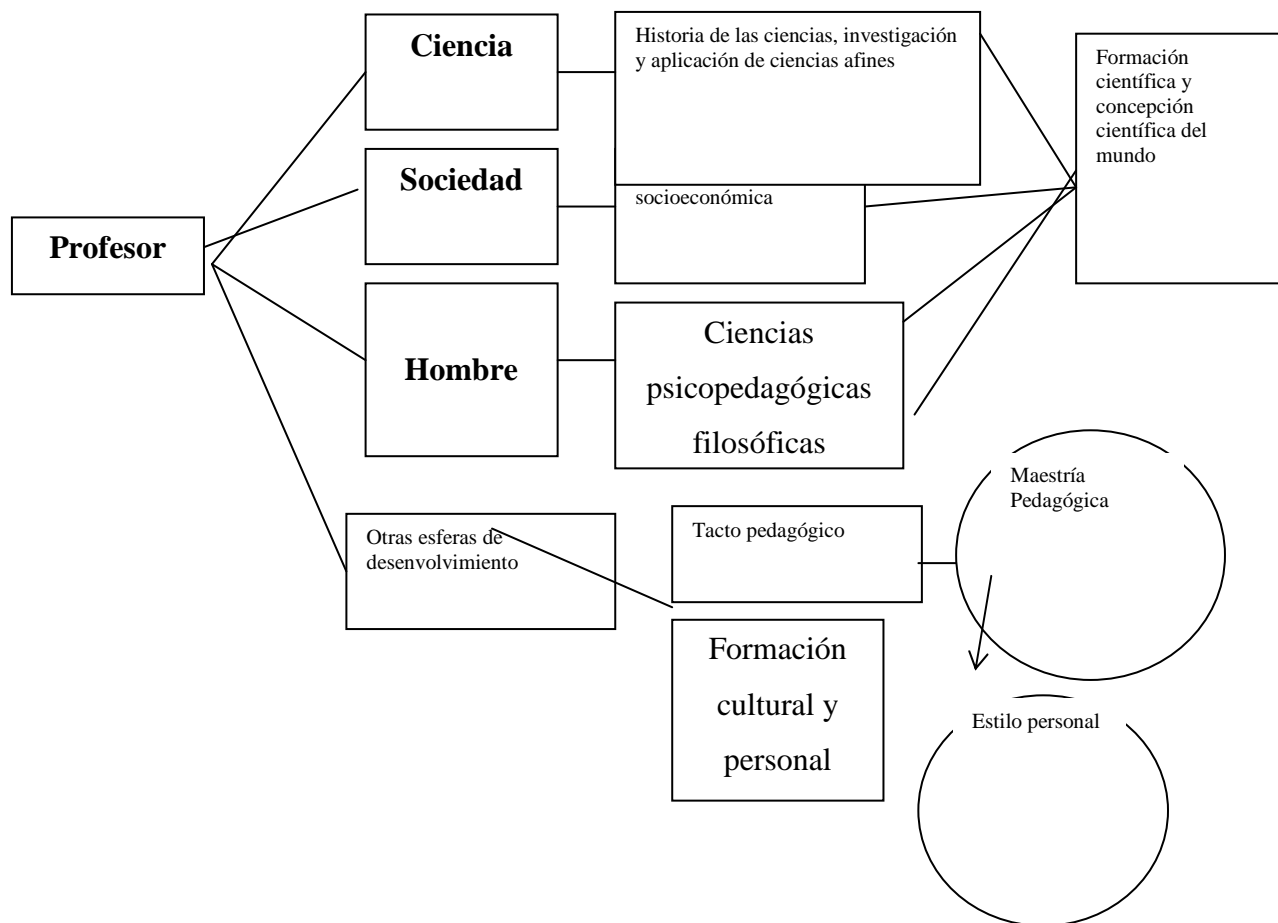 Ciencia
Historia de las ciencias, investigación
y aplicación de ciencias afines
Formación
científica y
concepción
científica del
mundo
Sociedad
socioeconómica
Profesor
Hombre
Ciencias
psicopedagógicas
filosóficas
Maestría
Pedagógica
Otras esferas de
desenvolvimiento
Tacto pedagógico
Formación
cultural y
personal
Estilo personal